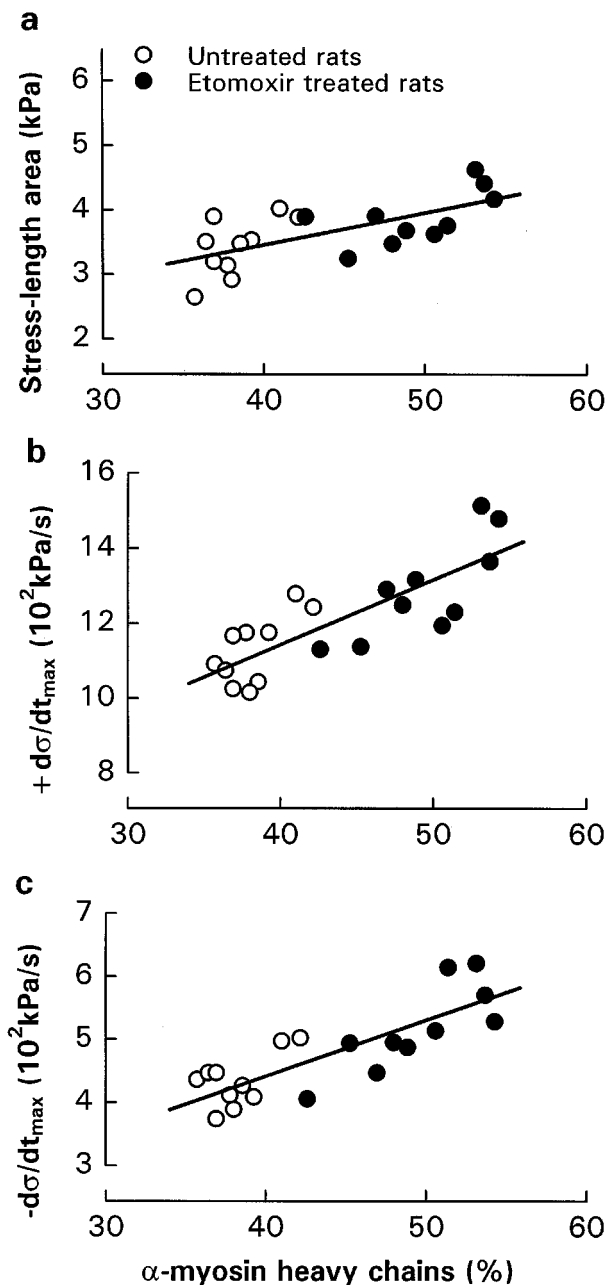 a
Untreated rats
Etomoxir treated rats
Stress-length area (kPa)
6
5
4
3
2
30 40 50 60
b
+dσ/dt_max (10²kPa/s)
16
14
12
10
8
30 40 50 60
c
-dσ/dt_max (10²kPa/s)
7
6
5
4
3
30 40 50 60
α-myosin heavy chains (%)